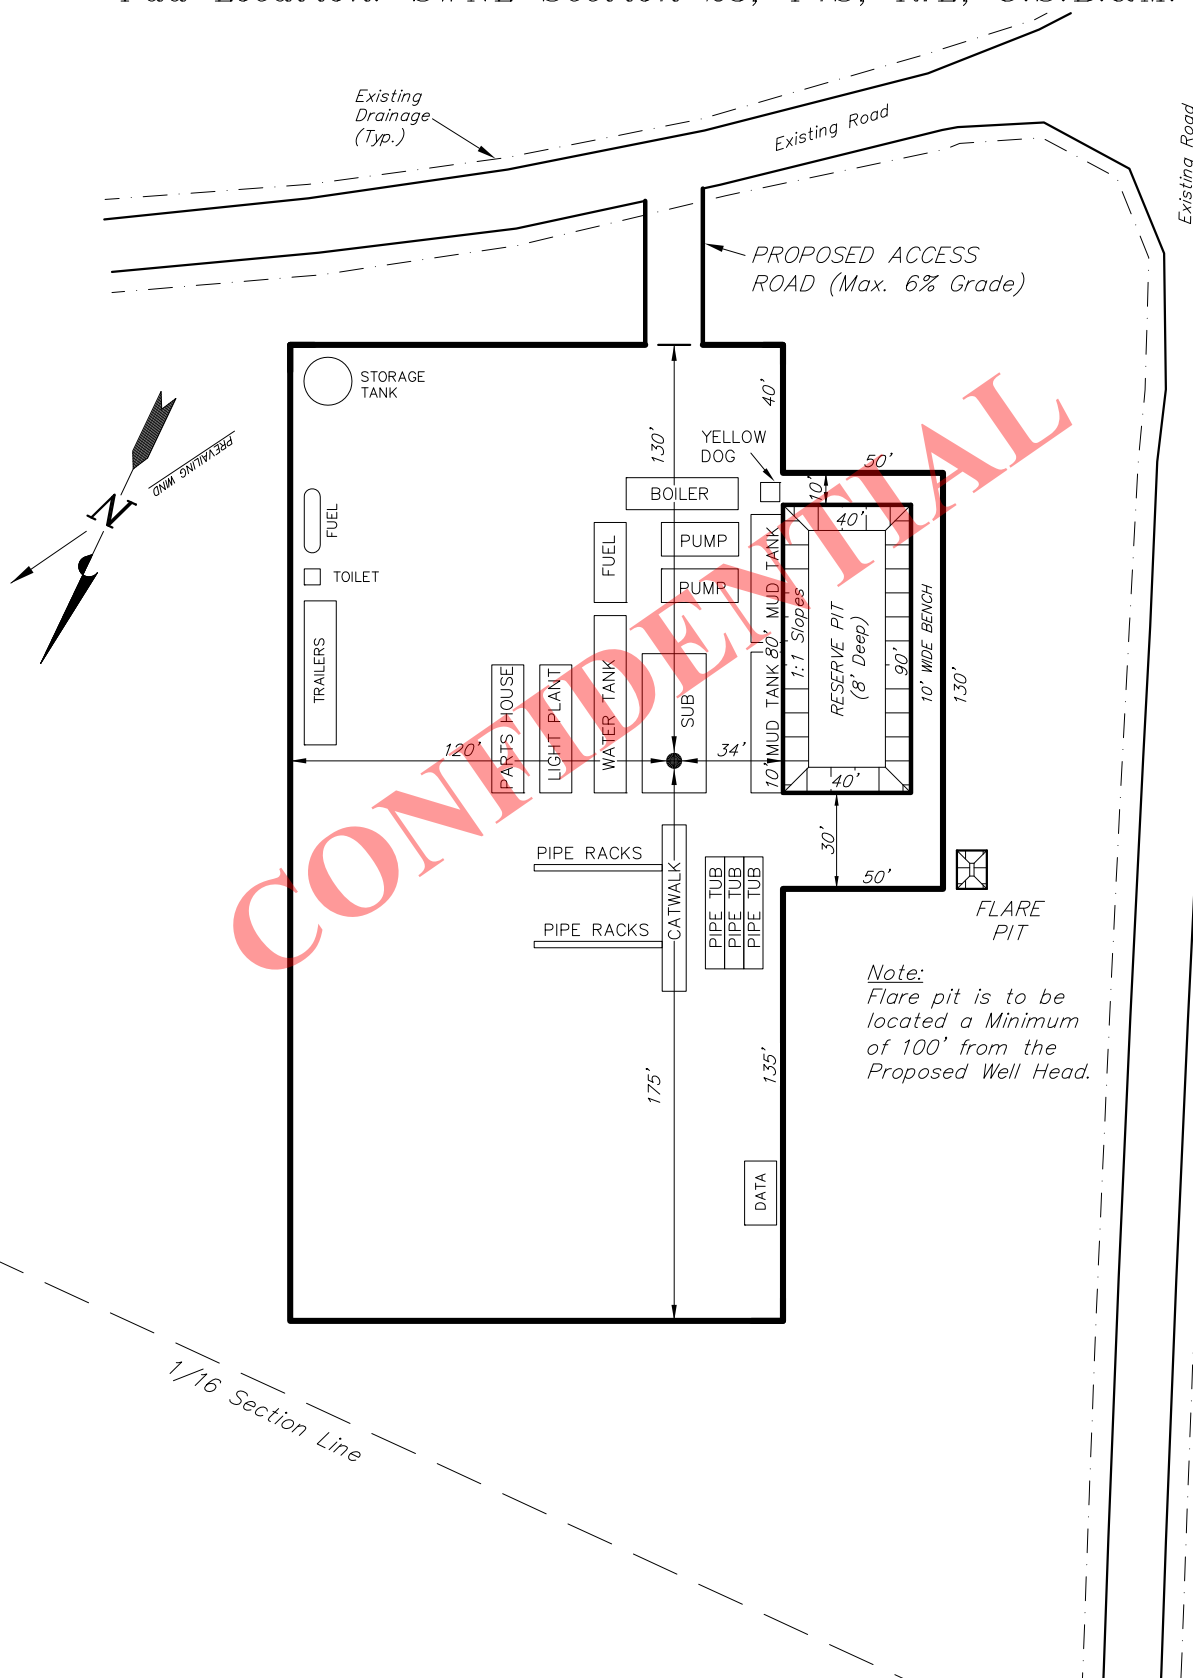 Existing
Drainage
(Typ.)
Existing Road
Existing Road
PROPOSED ACCESS
ROAD (Max. 6% Grade)
STORAGE
TANK
40'
130'
YELLOW
DOG
50'
10'
PREVAILING WIND
N
BOILER
40'
FUEL
FUEL
PUMP
PUMP
TOILET
TRAILERS
PARTS HOUSE
LIGHT PLANT
WATER TANK
SUB
MUD TANK
80'
MUD TANK
10'
1:1 Slopes
RESERVE PIT
(8' Deep)
90'
10' WIDE BENCH
130'
120'
34'
40'
30'
50'
PIPE RACKS
PIPE RACKS
CATWALK
PIPE TUB
PIPE TUB
PIPE TUB
FLARE
PIT
Note:
Flare pit is to be
located a Minimum
of 100' from the
Proposed Well Head.
175'
135'
DATA
1/16 Section Line
CONFIDENTIAL